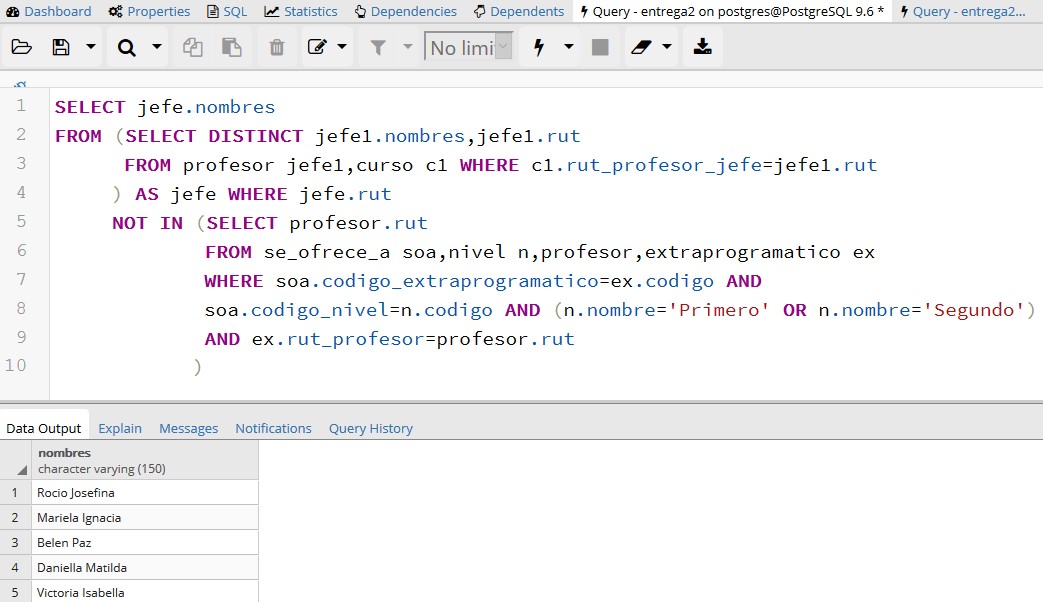 Dashboard Properties SQL Statistics Dependencies Dependents Query - entrega2 on postgres@PostgreSQL 9.6 * Query - entrega2...
No limi
1 SELECT jefe.nombres
2 FROM (SELECT DISTINCT jefe1.nombres,jefe1.rut
3 FROM profesor jefe1,curso c1 WHERE c1.rut_profesor_jefe=jefe1.rut
4 ) AS jefe WHERE jefe.rut
5 NOT IN (SELECT profesor.rut
6 FROM se_ofrece_a soa,nivel n,profesor,extraprogramatico ex
7 WHERE soa.codigo_extraprogramatico=ex.codigo AND
8 soa.codigo_nivel=n.codigo AND (n.nombre='Primero' OR n.nombre='Segundo')
9 AND ex.rut_profesor=profesor.rut
10 )
Data Output Explain Messages Notifications Query History
nombres
character varying (150)
1 Rocio Josefina
2 Mariela Ignacia
3 Belen Paz
4 Daniella Matilda
5 Victoria Isabella